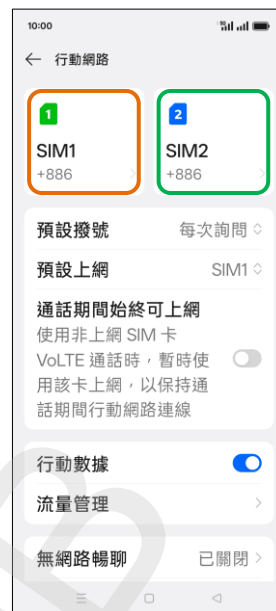 10:00
行動網路
1
SIM1
+886
2
SIM2
+886
預設撥號 每次詢問
預設上網 SIM1
通話期間始終可上網
使用非上網 SIM 卡
VoLTE 通話時，暫時使
用該卡上網，以保持通
話期間行動網路連線
行動數據
流量管理
無網路暢聊 已關閉